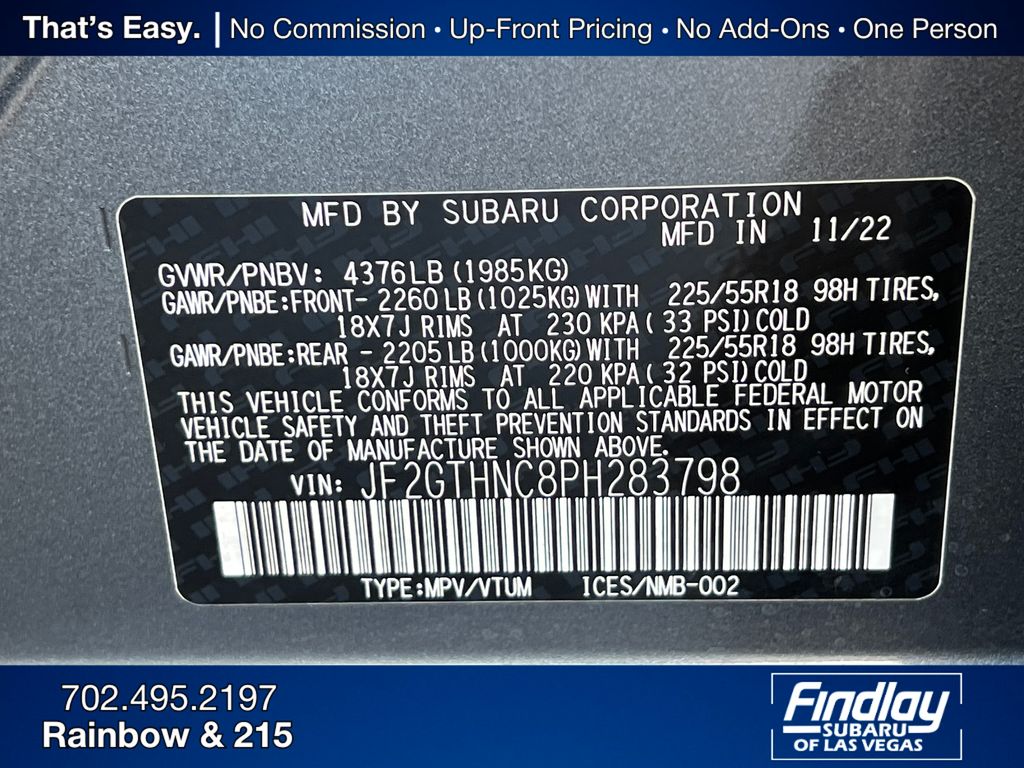 That's Easy. | No Commission • Up-Front Pricing • No Add-Ons • One Person
MFD BY SUBARU CORPORATION
MFD IN 11/22
GVWR/PNBV: 4376LB (1985KG)
GAWR/PNBE:FRONT- 2260 LB (1025KG) WITH 225/55R18 98H TIRES,
18X7J RIMS AT 230 KPA( 33 PSI) COLD
GAWR/PNBE:REAR - 2205 LB (1000KG) WITH 225/55R18 98H TIRES,
18X7J RIMS AT 220 KPA( 32 PSI) COLD
THIS VEHICLE CONFORMS TO ALL APPLICABLE FEDERAL MOTOR
VEHICLE SAFETY AND THEFT PREVENTION STANDARDS IN EFFECT ON
THE DATE OF MANUFACTURE SHOWN ABOVE.
VIN: JF2GTHNC8PH283798
TYPE:MPV/VTUM ICES/NMB-002
702.495.2197
Rainbow & 215
Findlay
SUBARU
OF LAS VEGAS